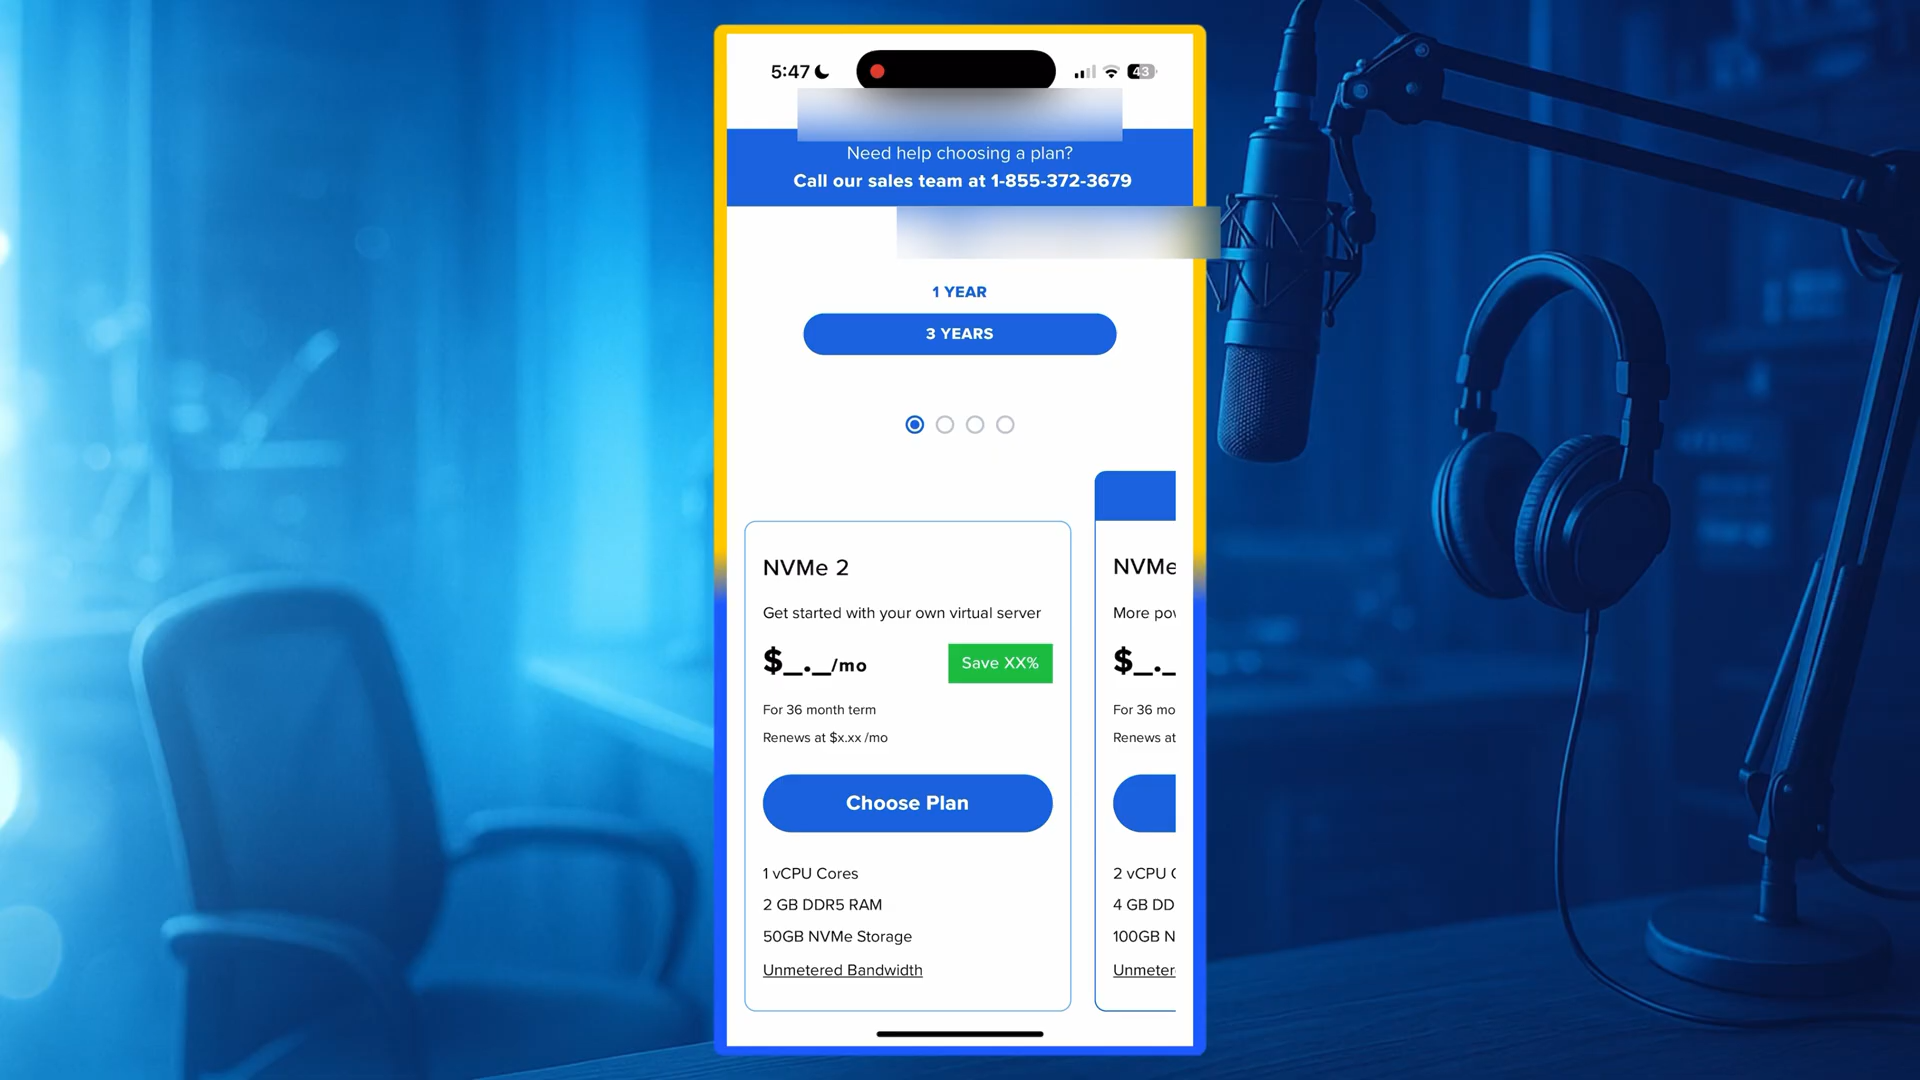 5:47
43
Need help choosing a plan?
Call our sales team at 1-855-372-3679
1 YEAR
3 YEARS
NVMe 2
Get started with your own virtual server
$_._/mo
Save XX%
For 36 month term
Renews at $x.xx /mo
Choose Plan
1 vCPU Cores
2 GB DDR5 RAM
50GB NVMe Storage
Unmetered Bandwidth
NVMe
More pov
$_._
For 36 mo
Renews at
2 vCPU C
4 GB DD
100GB N
Unmeter